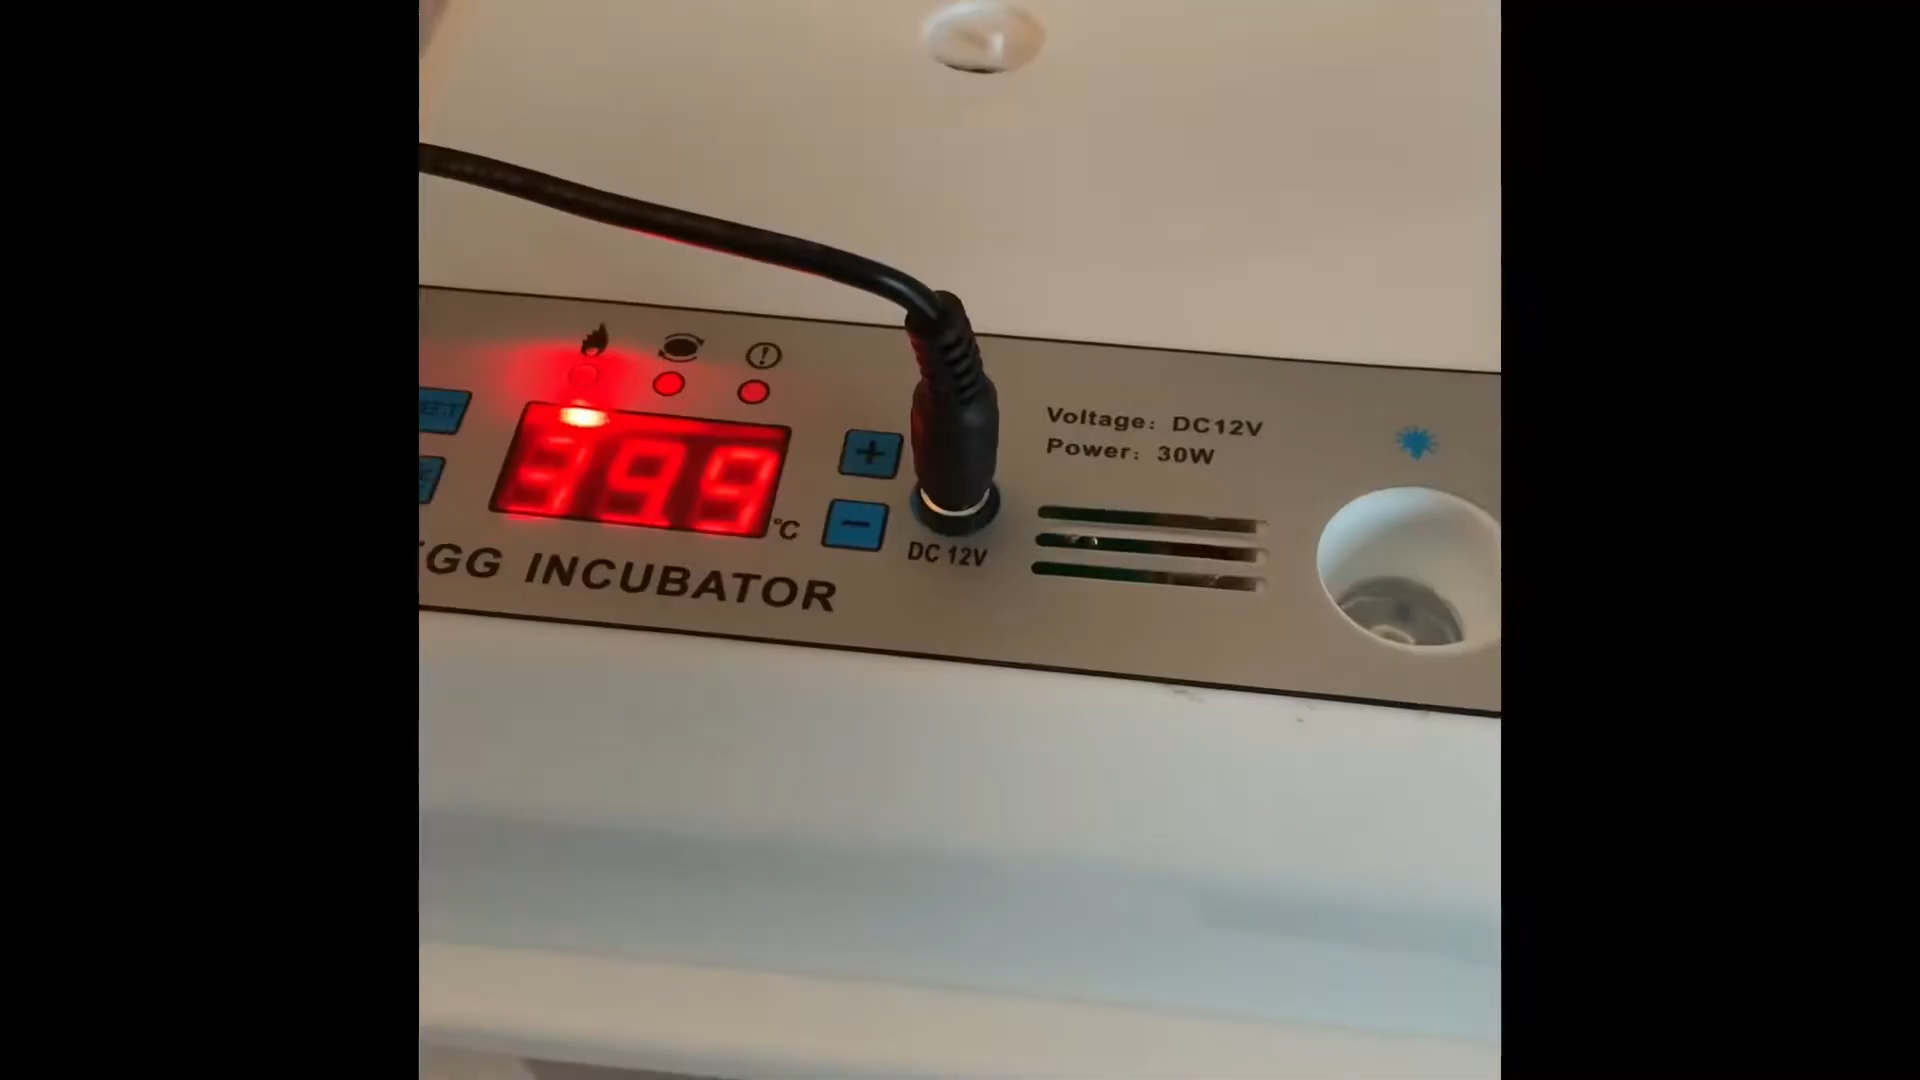 Voltage: DC12V
Power: 30W
+
39.9
°C
−
DC 12V
EGG INCUBATOR